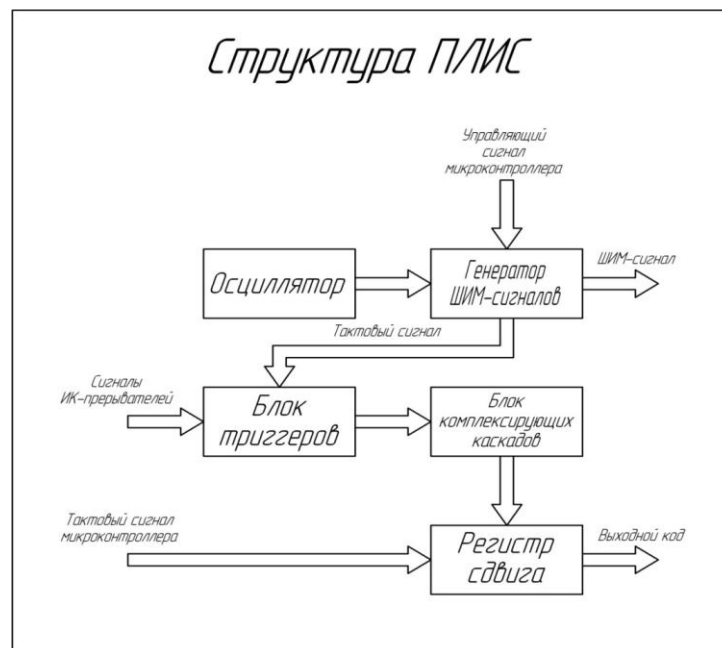 Структура ПЛИС
Управляющий
сигнал
микроконтроллера
Осциллятор
Генератор
ШИМ-сигналов
ШИМ-сигнал
Тактовый сигнал
Сигналы
ИК-прерывателей
Блок
триггеров
Блок
комплексирующих
каскадов
Тактовый сигнал
микроконтроллера
Регистр
сдвига
Выходной код